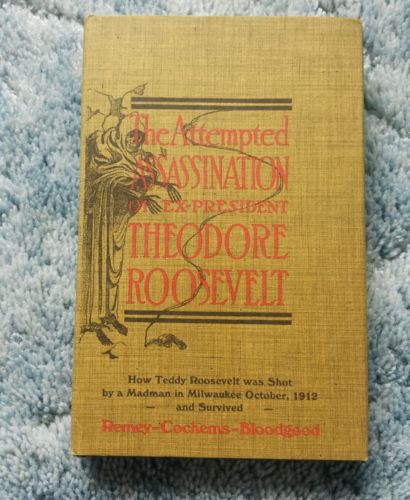 The Attempted
ASSASSINATION
OF EX-PRESIDENT
THEODORE
ROOSEVELT
How Teddy Roosevelt was Shot
by a Madman in Milwaukee October, 1912
— and Survived —
Remey-Cochems-Bloodgood